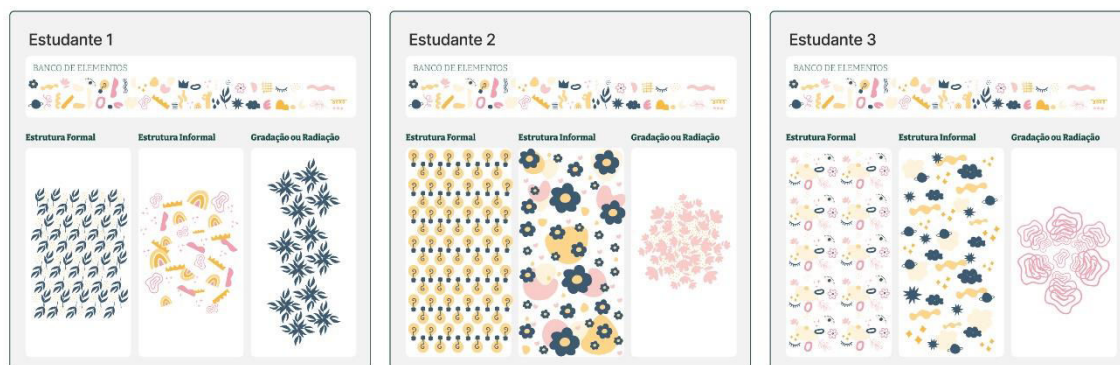 Estudante 1
BANCO DE ELEMENTOS
Estrutura Formal
Estrutura Informal
Gradação ou Radiação
Estudante 2
BANCO DE ELEMENTOS
Estrutura Formal
Estrutura Informal
Gradação ou Radiação
Estudante 3
BANCO DE ELEMENTOS
Estrutura Formal
Estrutura Informal
Gradação ou Radiação